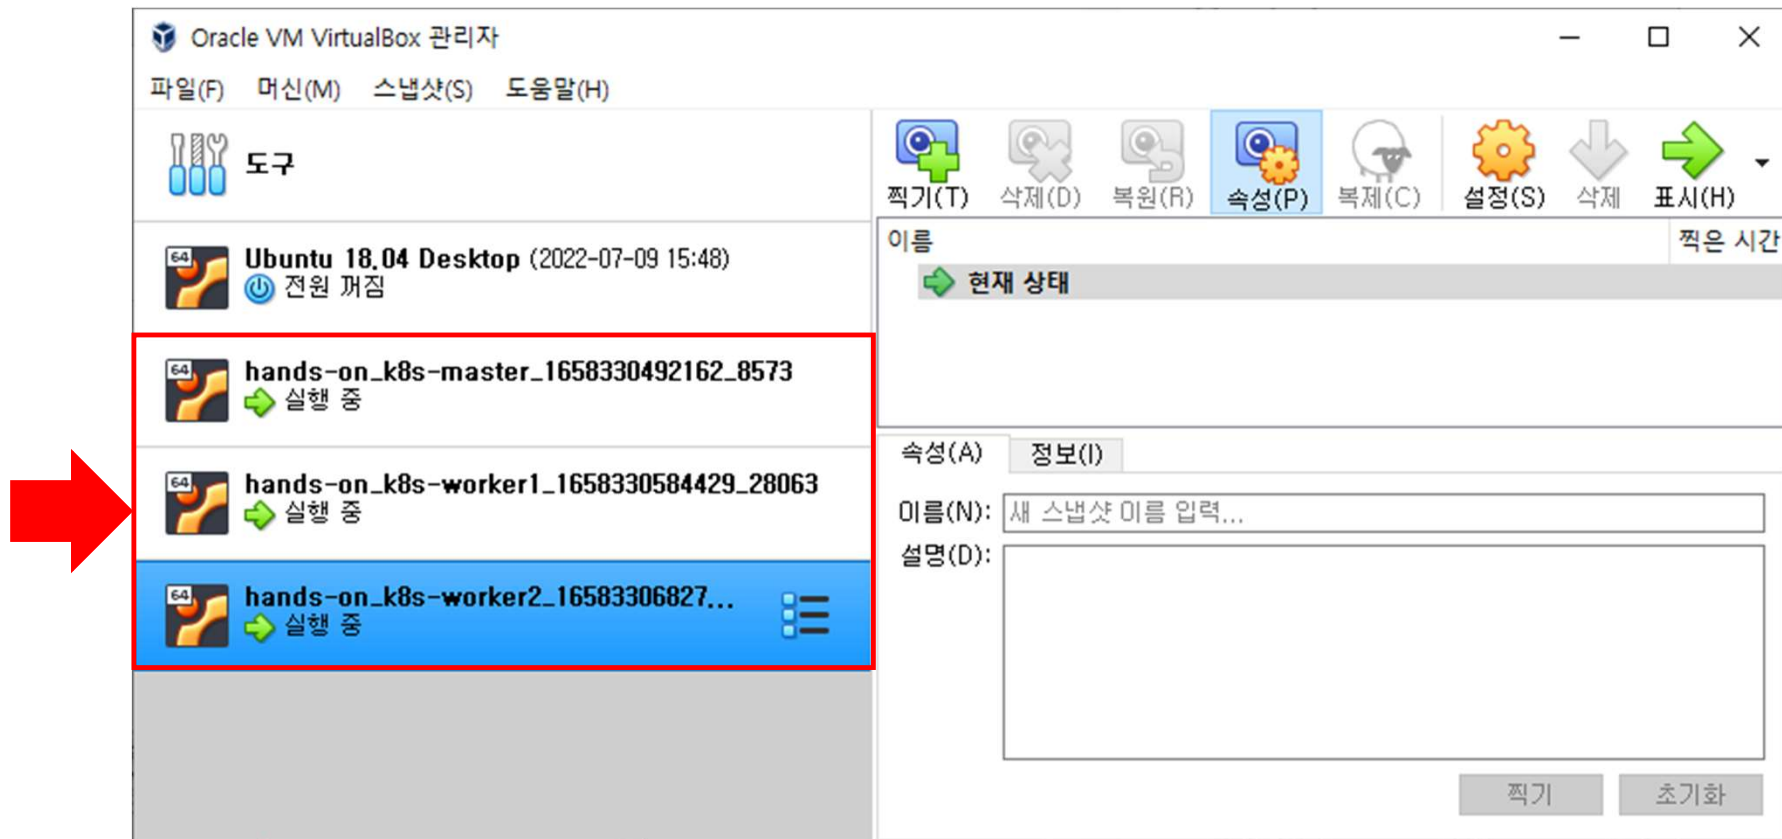 Oracle VM VirtualBox 관리자
파일(F) 머신(M) 스냅샷(S) 도움말(H)
도구
찍기(T) 삭제(D) 복원(R) 속성(P) 복제(C) 설정(S) 삭제 표시(H)
64
Ubuntu 18.04 Desktop (2022-07-09 15:48)
전원 꺼짐
64
hands-on_k8s-master_1658330492162_8573
실행 중
64
hands-on_k8s-worker1_1658330584429_28063
실행 중
64
hands-on_k8s-worker2_16583306827...
실행 중
이름 찍은 시간
현재 상태
속성(A) 정보(I)
이름(N): 새 스냅샷 이름 입력...
설명(D):
찍기 초기화